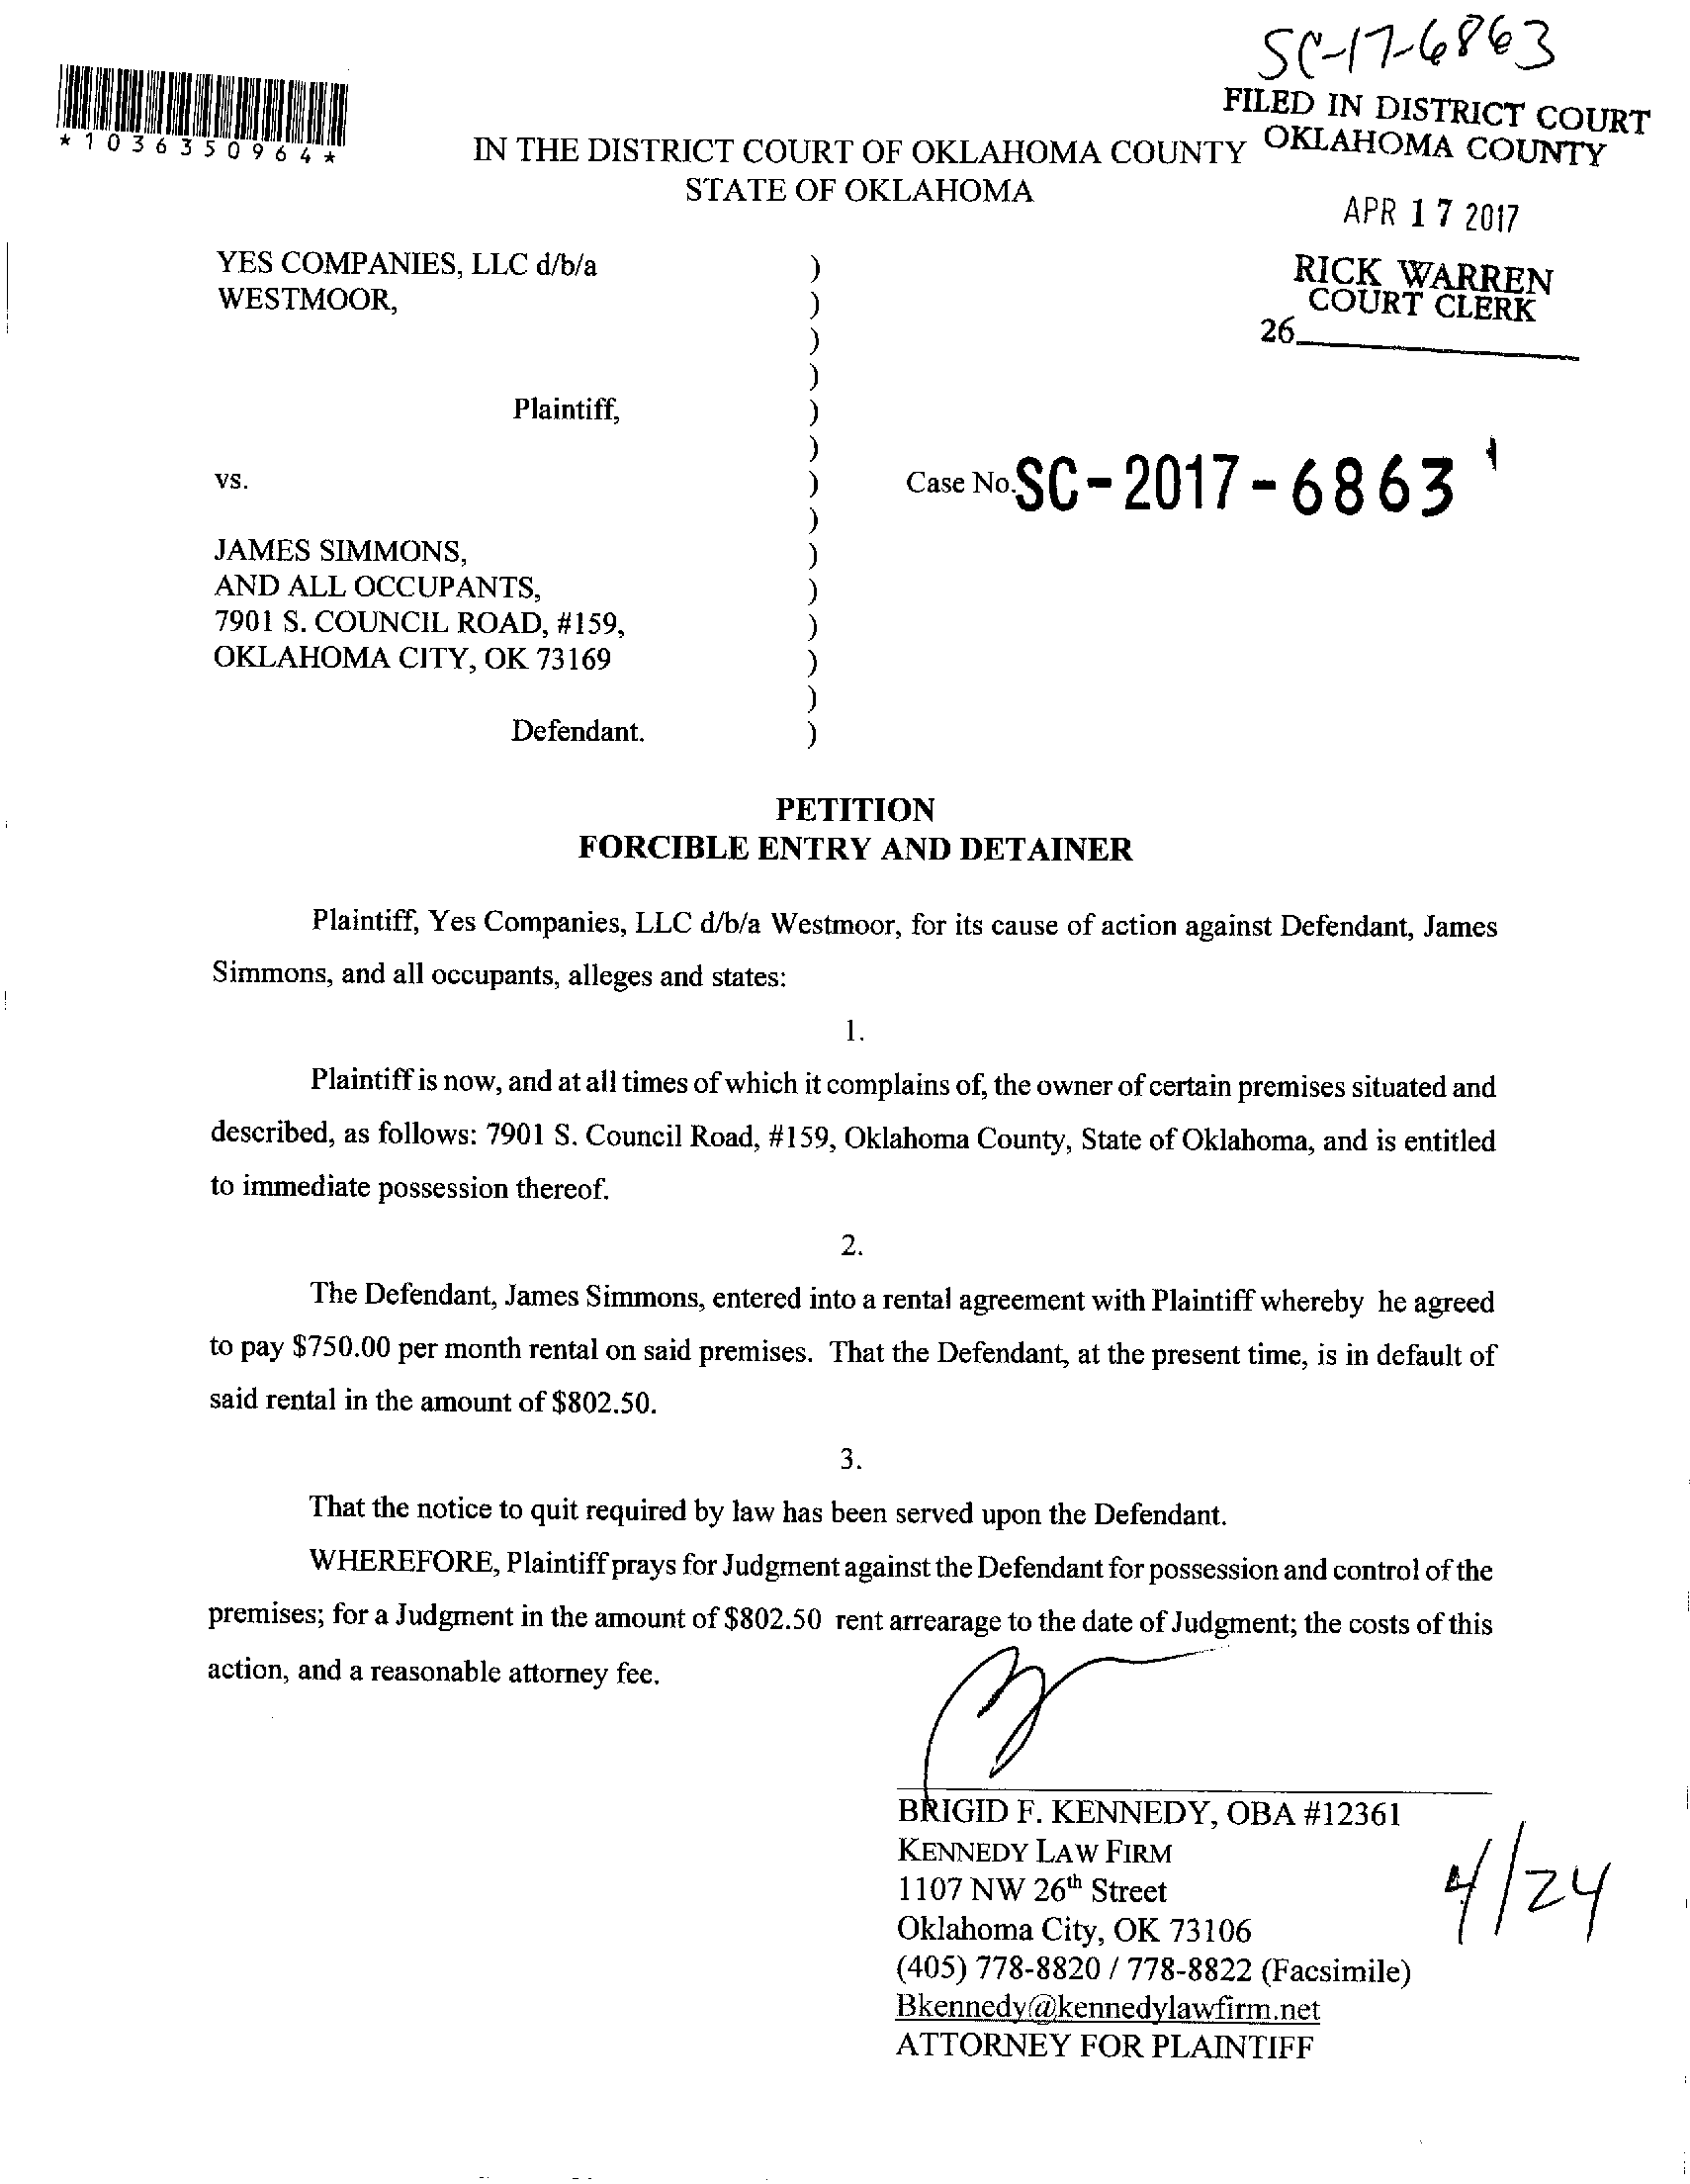 SC-17-6863
FILED IN DISTRICT COURT
OKLAHOMA COUNTY
*1036350964*
IN THE DISTRICT COURT OF OKLAHOMA COUNTY
STATE OF OKLAHOMA
APR 17 2017
RICK WARREN
COURT CLERK
26
YES COMPANIES, LLC d/b/a
WESTMOOR,
Plaintiff,
vs.
Case No. SC-2017-6863
JAMES SIMMONS,
AND ALL OCCUPANTS,
7901 S. COUNCIL ROAD, #159,
OKLAHOMA CITY, OK 73169
Defendant.
PETITION
FORCIBLE ENTRY AND DETAINER
Plaintiff, Yes Companies, LLC d/b/a Westmoor, for its cause of action against Defendant, James
Simmons, and all occupants, alleges and states:
1.
Plaintiff is now, and at all times of which it complains of, the owner of certain premises situated and
described, as follows: 7901 S. Council Road, #159, Oklahoma County, State of Oklahoma, and is entitled
to immediate possession thereof.
2.
The Defendant, James Simmons, entered into a rental agreement with Plaintiff whereby he agreed
to pay $750.00 per month rental on said premises. That the Defendant, at the present time, is in default of
said rental in the amount of $802.50.
3.
That the notice to quit required by law has been served upon the Defendant.
WHEREFORE, Plaintiff prays for Judgment against the Defendant for possession and control of the
premises; for a Judgment in the amount of $802.50 rent arrearage to the date of Judgment; the costs of this
action, and a reasonable attorney fee.
BRIGID F. KENNEDY, OBA #12361
KENNEDY LAW FIRM
1107 NW 26th Street
4/24
Oklahoma City, OK 73106
(405) 778-8820 / 778-8822 (Facsimile)
Bkennedy@kennedylawfirm.net
ATTORNEY FOR PLAINTIFF